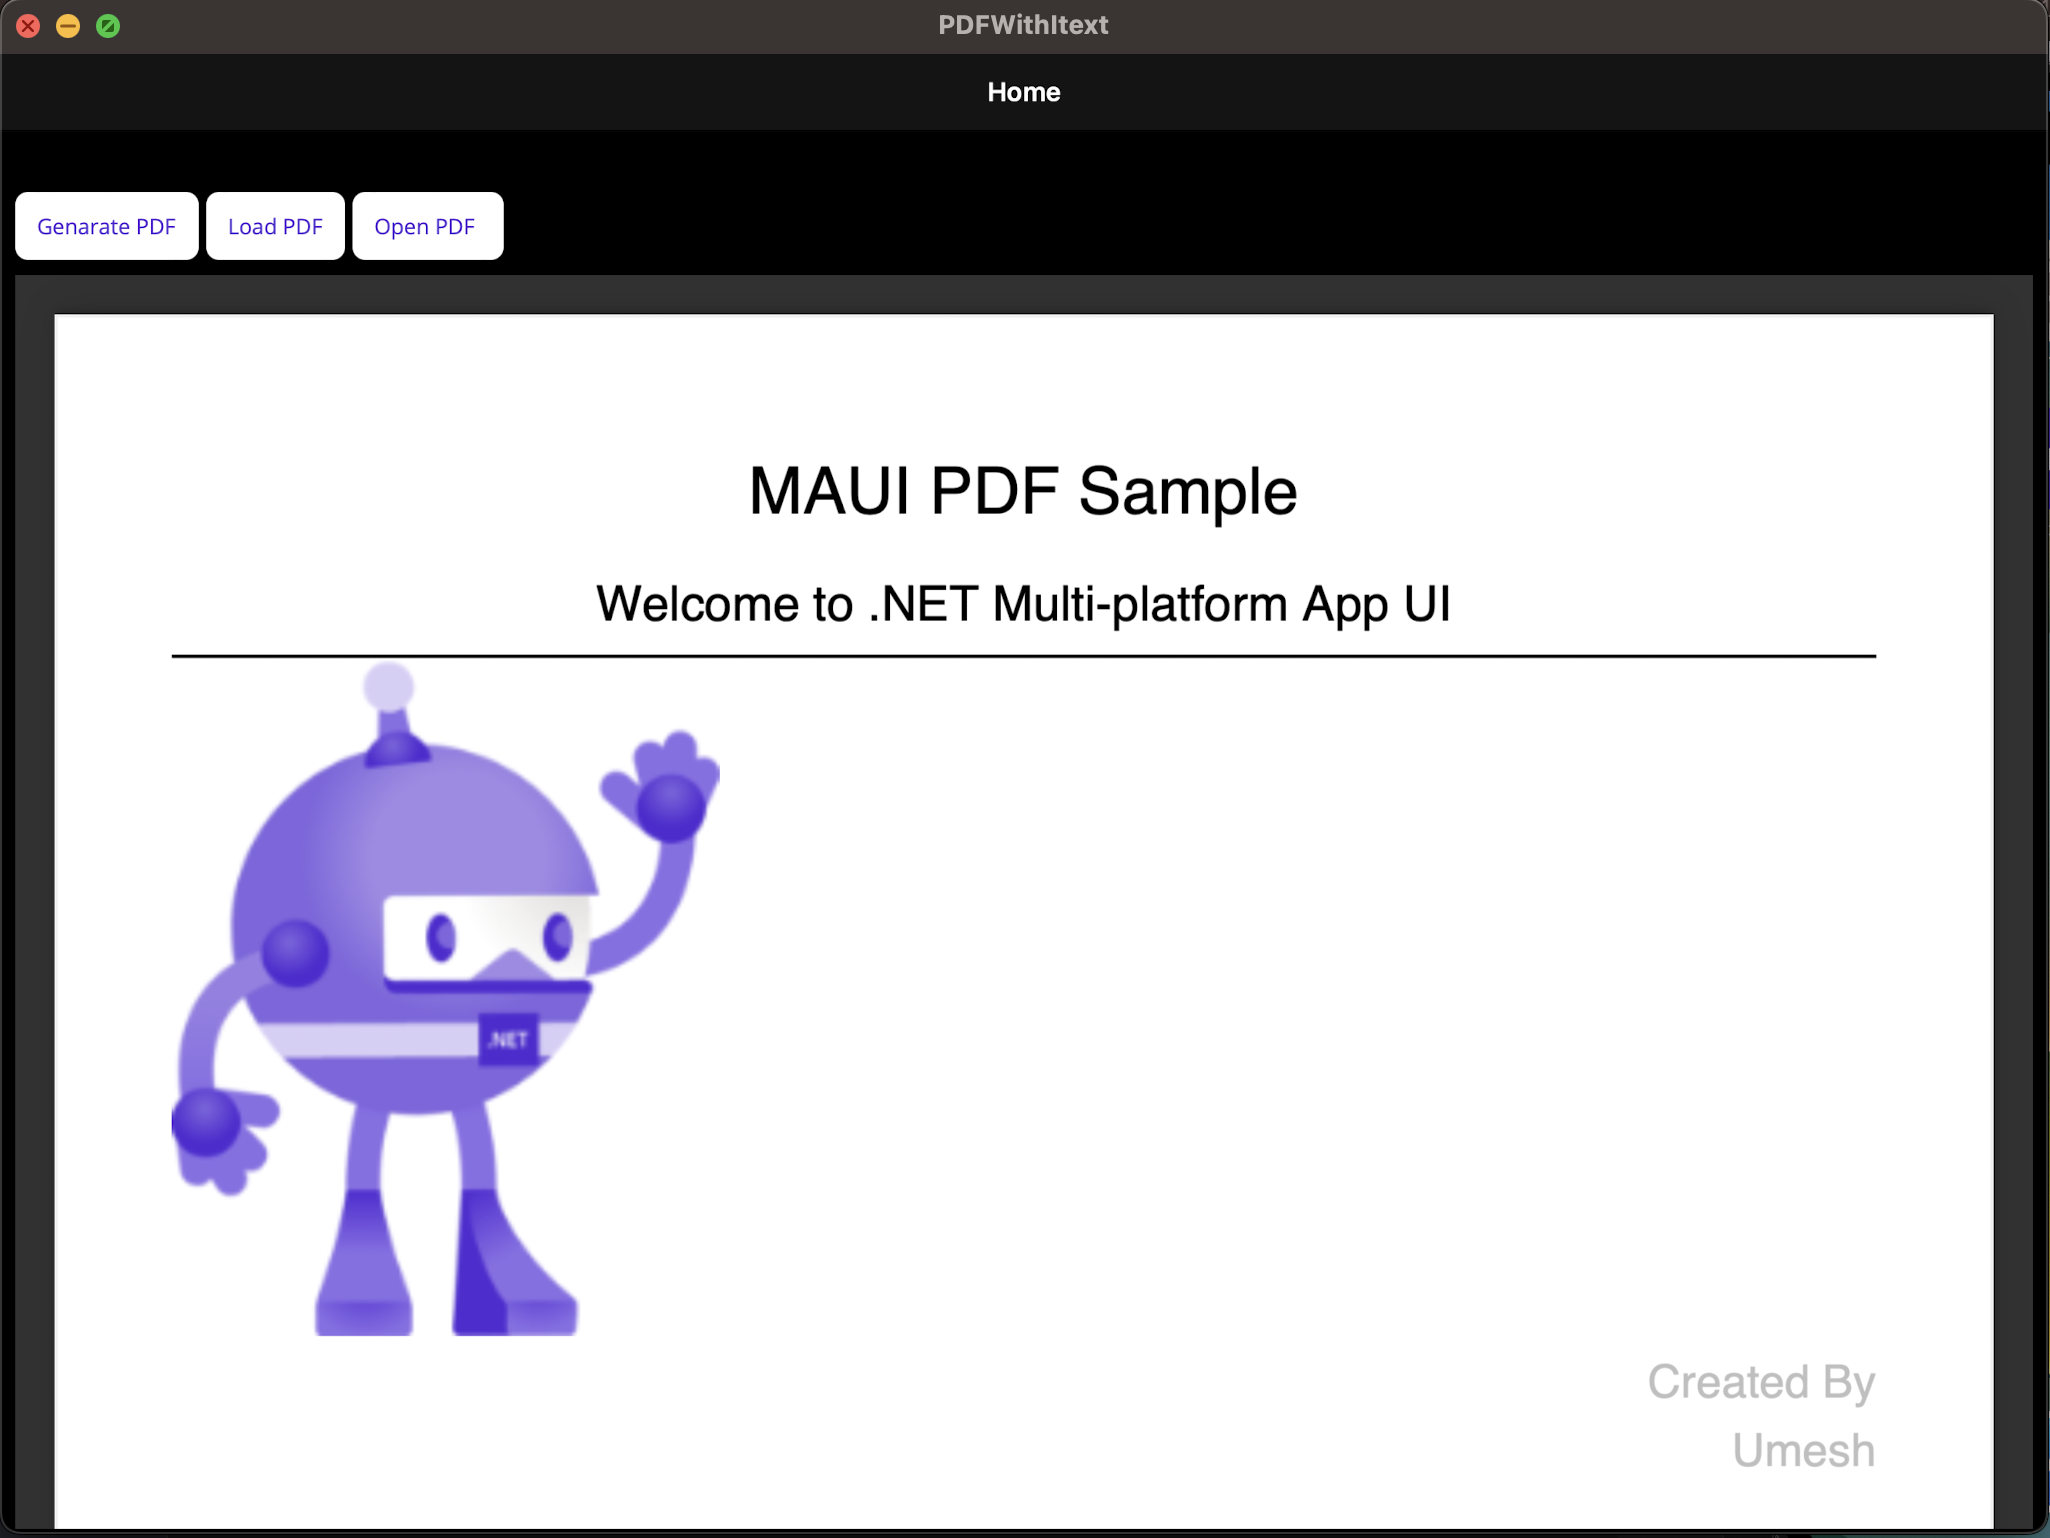 PDFWithItext
Home
Genarate PDF Load PDF Open PDF
MAUI PDF Sample
Welcome to .NET Multi-platform App UI
.NET
Created By
Umesh